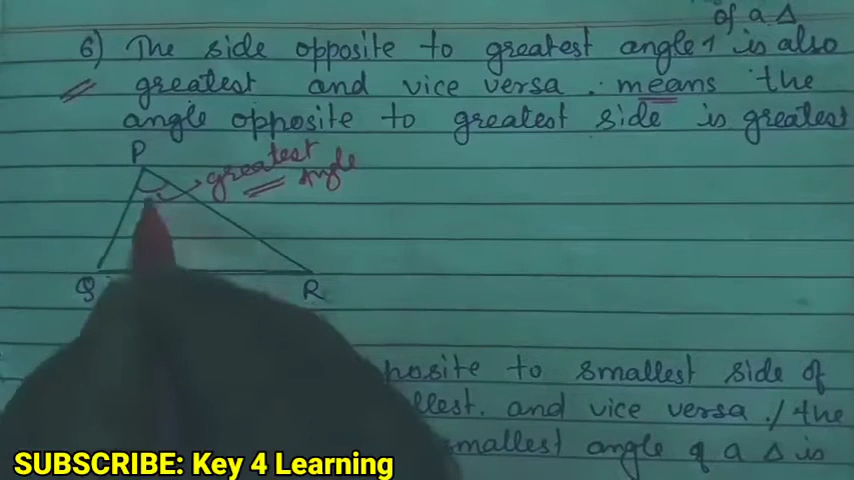 of a Δ
6) The side opposite to greatest angle is also
greatest and vice versa. means the
angle opposite to greatest side is greatest
P
greatest
angle
Q
R
posite to smallest side of
llest. and vice versa. / the
smallest angle of a Δ is
SUBSCRIBE: Key 4 Learning